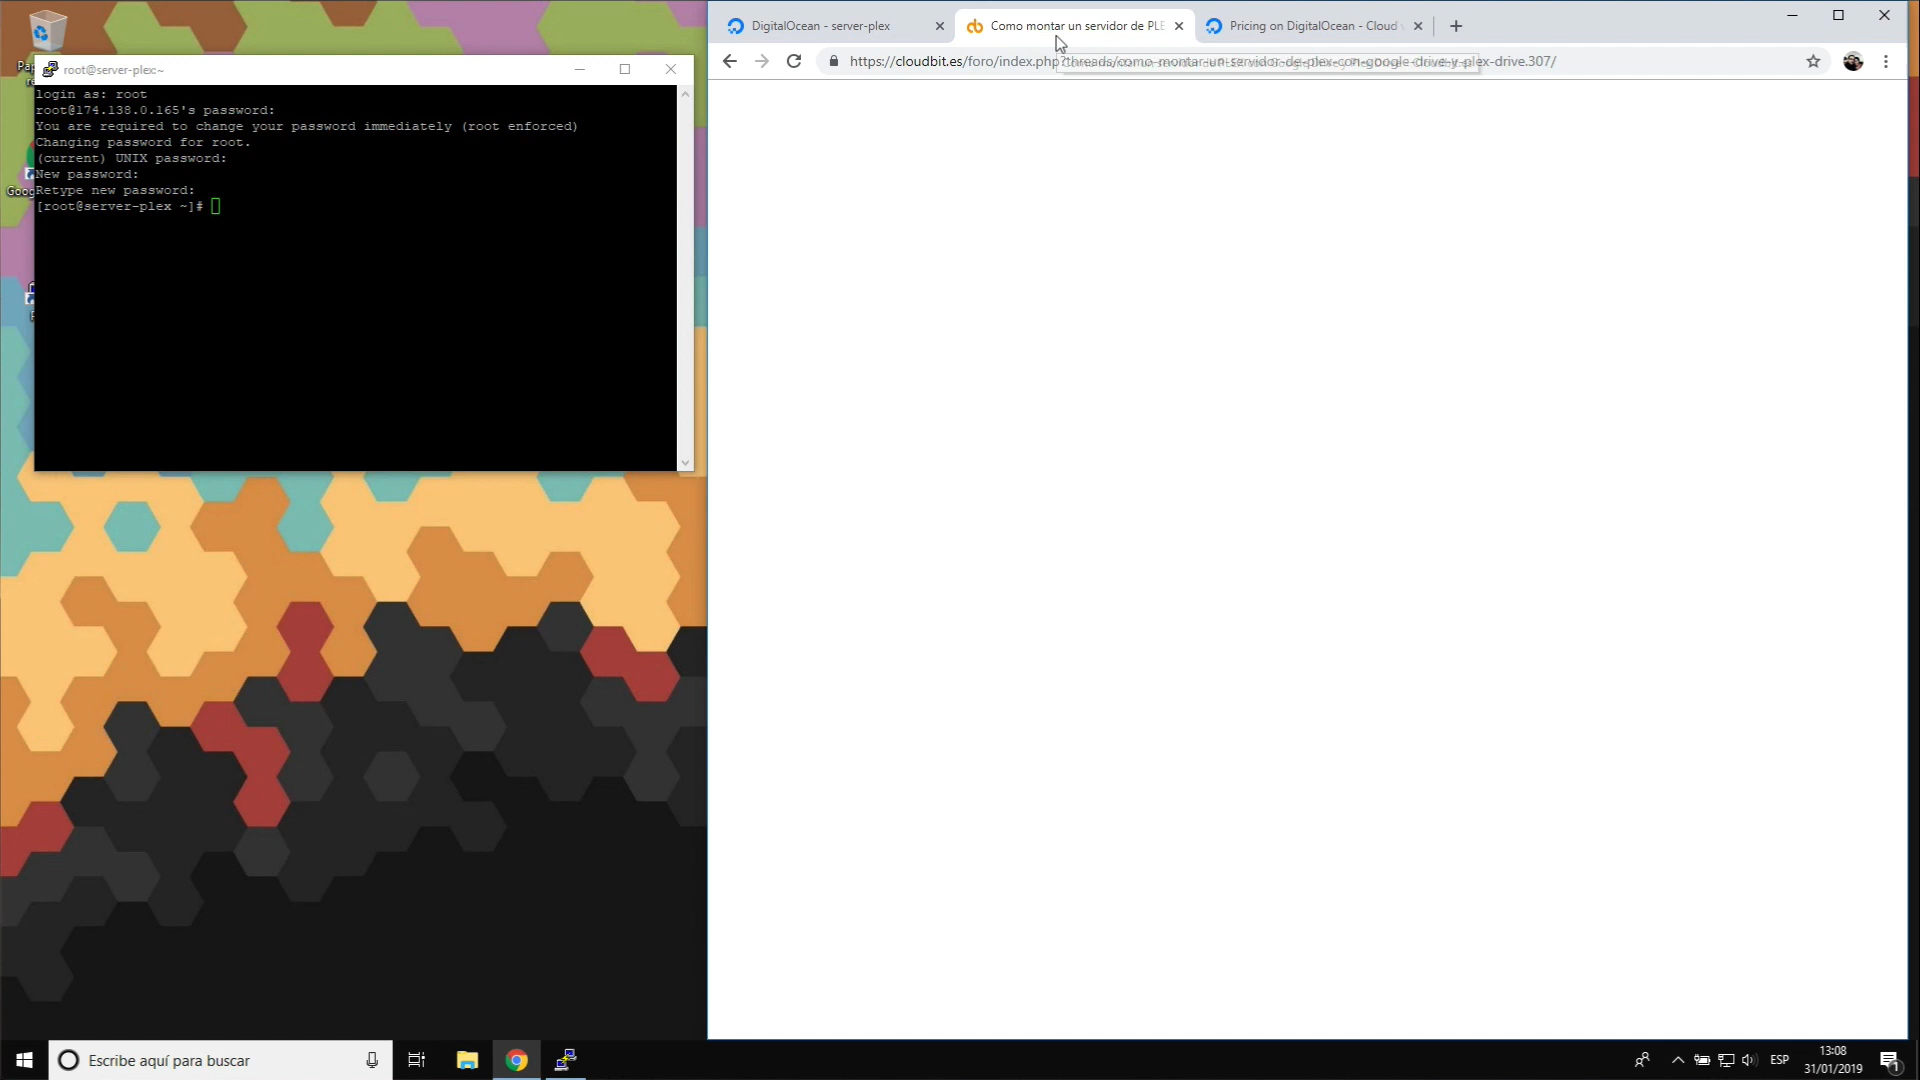 DigitalOcean - server-plex
Como montar un servidor de PLE
Pricing on DigitalOcean - Cloud
https://cloudbit.es/foro/index.php?threads/como-montar-un-servidor-de-plex-con-google-drive-y-plex-drive.307/
root@server-plex:~
login as: root
root@174.138.0.165's password:
You are required to change your password immediately (root enforced)
Changing password for root.
(current) UNIX password:
New password:
Retype new password:
[root@server-plex ~]#
Escribe aquí para buscar
ESP
13:08
31/01/2019
1